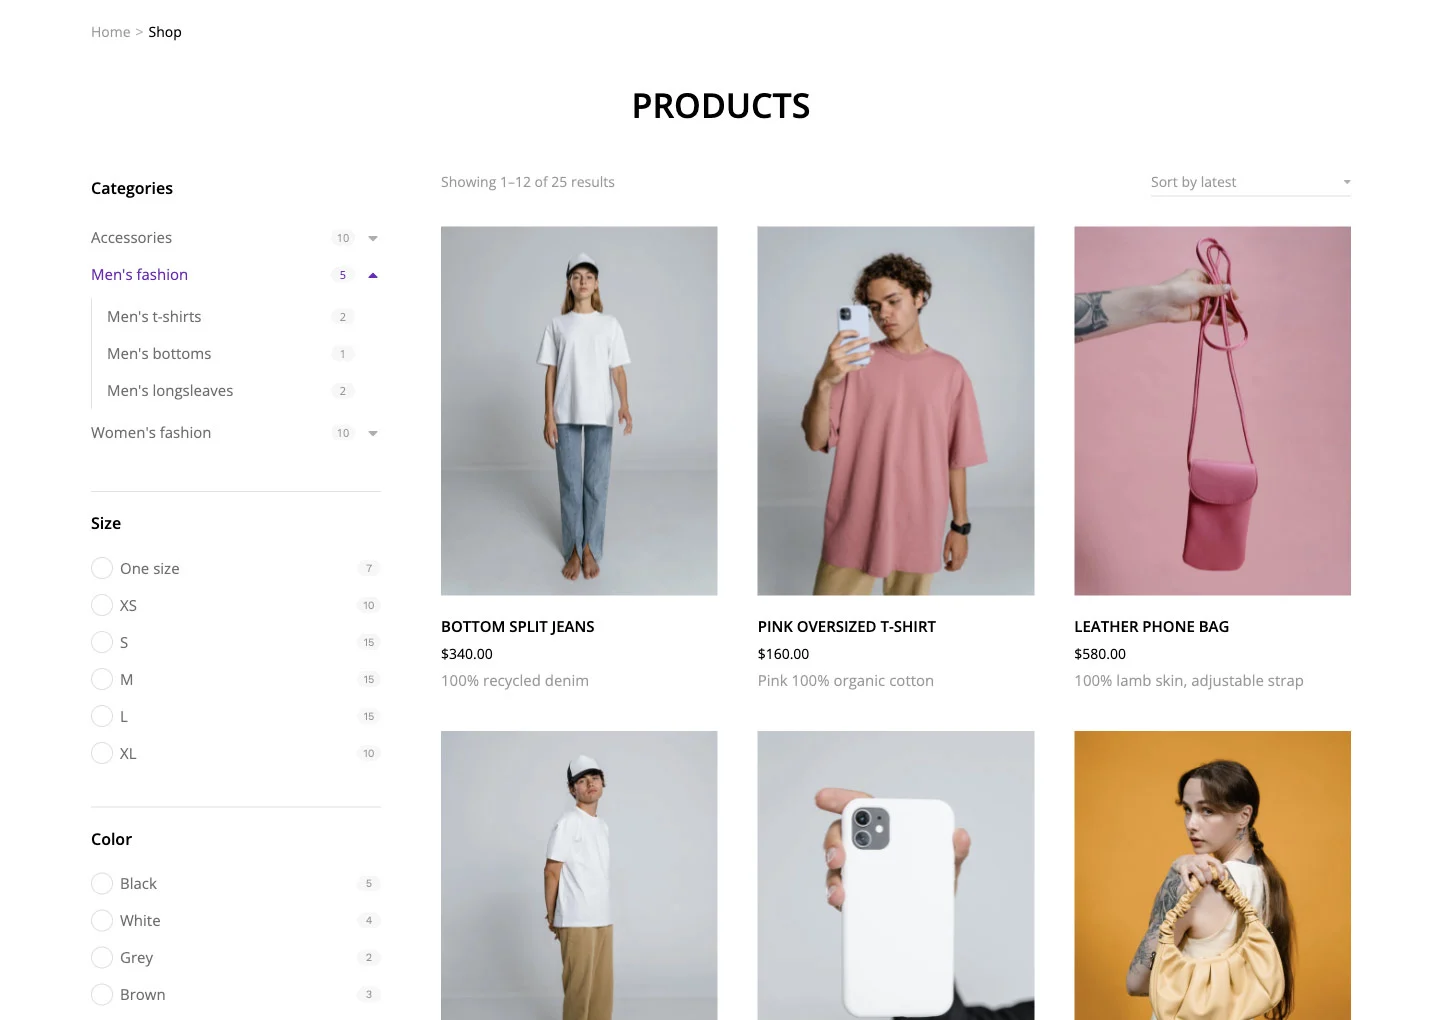 Home > Shop
PRODUCTS
Categories
Accessories 10
Men's fashion 5
Men's t-shirts 2
Men's bottoms 1
Men's longsleaves 2
Women's fashion 10
Size
One size 7
XS 10
S 15
M 15
L 15
XL 10
Color
Black 5
White 4
Grey 2
Brown 3
Showing 1–12 of 25 results
Sort by latest
BOTTOM SPLIT JEANS
$340.00
100% recycled denim
PINK OVERSIZED T-SHIRT
$160.00
Pink 100% organic cotton
LEATHER PHONE BAG
$580.00
100% lamb skin, adjustable strap